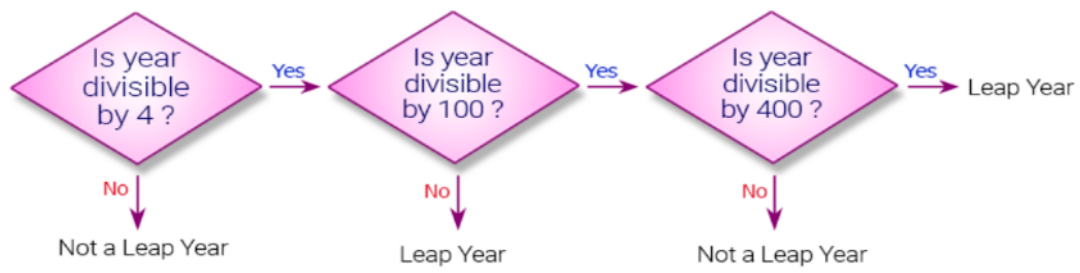 Is year
divisible
by 4 ?
Yes
Is year
divisible
by 100 ?
Yes
Is year
divisible
by 400 ?
Yes
Leap Year
No
Not a Leap Year
No
Leap Year
No
Not a Leap Year